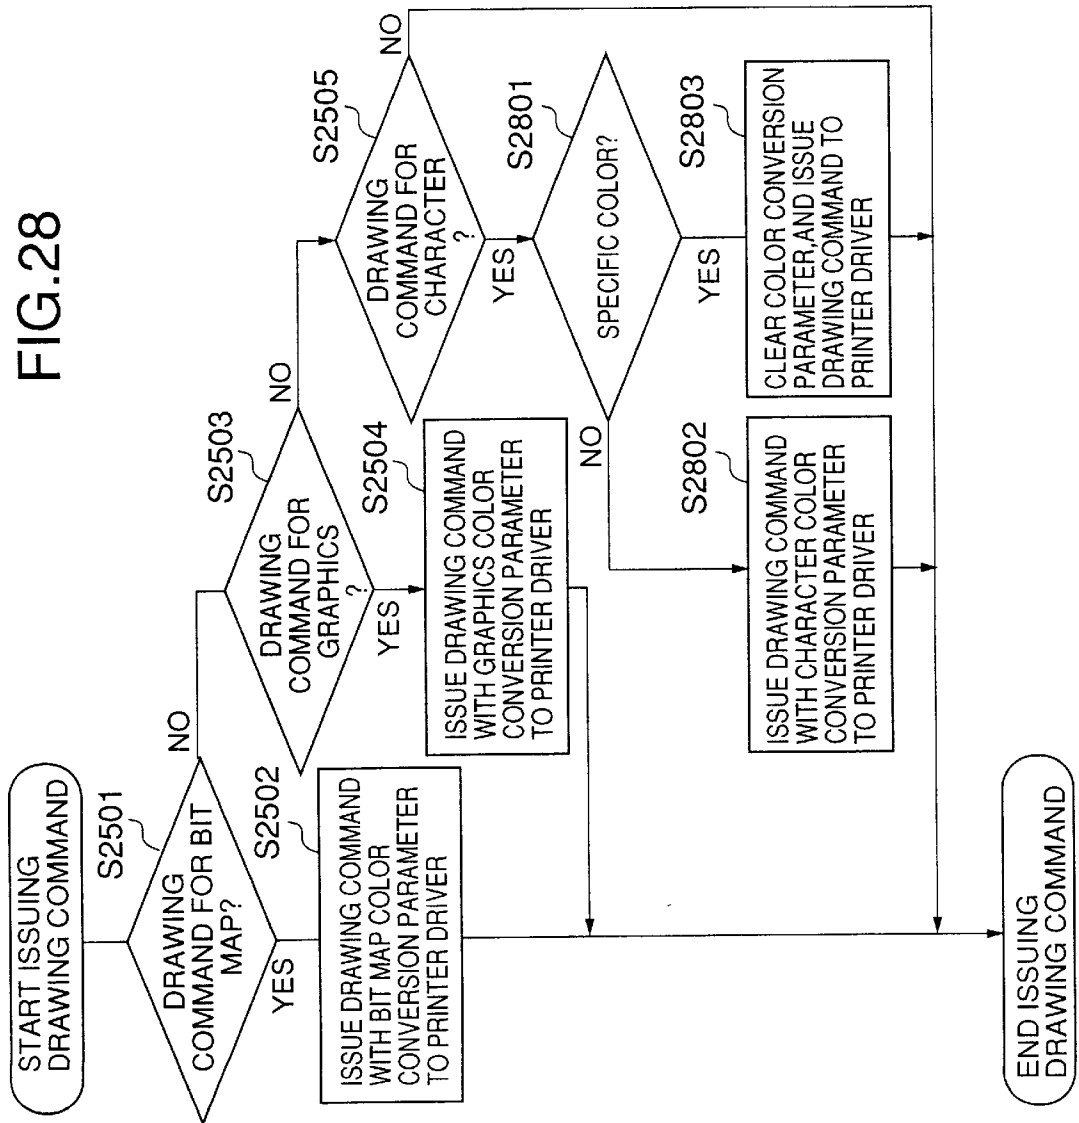 FIG.28
START ISSUING
DRAWING COMMAND
S2501
DRAWING
COMMAND FOR BIT
MAP?
NO
YES
S2502
ISSUE DRAWING COMMAND
WITH BIT MAP COLOR
CONVERSION PARAMETER
TO PRINTER DRIVER
S2503
DRAWING
COMMAND FOR
GRAPHICS
?
NO
YES
S2504
ISSUE DRAWING COMMAND
WITH GRAPHICS COLOR
CONVERSION PARAMETER
TO PRINTER DRIVER
S2505
DRAWING
COMMAND FOR
CHARACTER
?
NO
YES
S2801
SPECIFIC COLOR?
NO
YES
S2802
ISSUE DRAWING COMMAND
WITH CHARACTER COLOR
CONVERSION PARAMETER
TO PRINTER DRIVER
S2803
CLEAR COLOR CONVERSION
PARAMETER,AND ISSUE
DRAWING COMMAND TO
PRINTER DRIVER
END ISSUING
DRAWING COMMAND